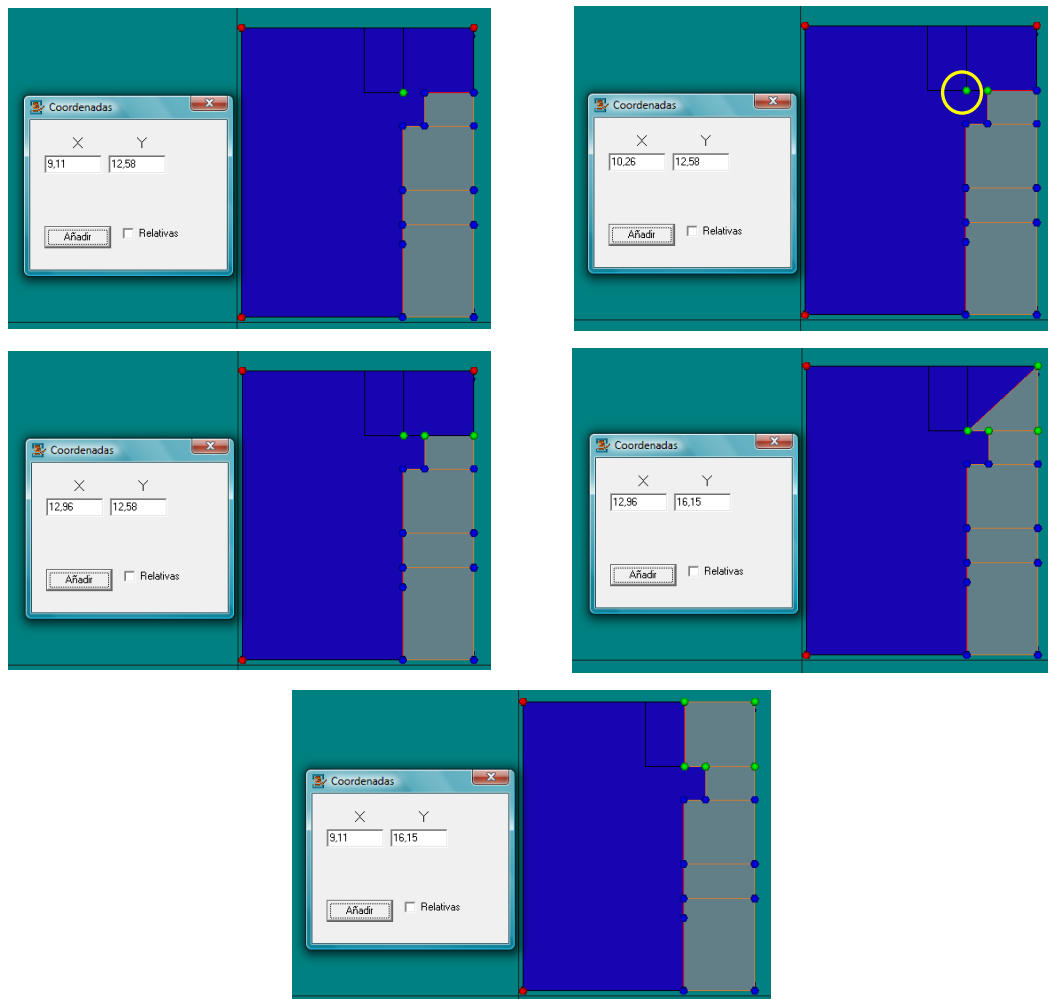 Coordenadas
X Y
9,11 12,58
Añadir Relativas
Coordenadas
X Y
10,26 12,58
Añadir Relativas
Coordenadas
X Y
12,96 12,58
Añadir Relativas
Coordenadas
X Y
12,96 16,15
Añadir Relativas
Coordenadas
X Y
9,11 16,15
Añadir Relativas